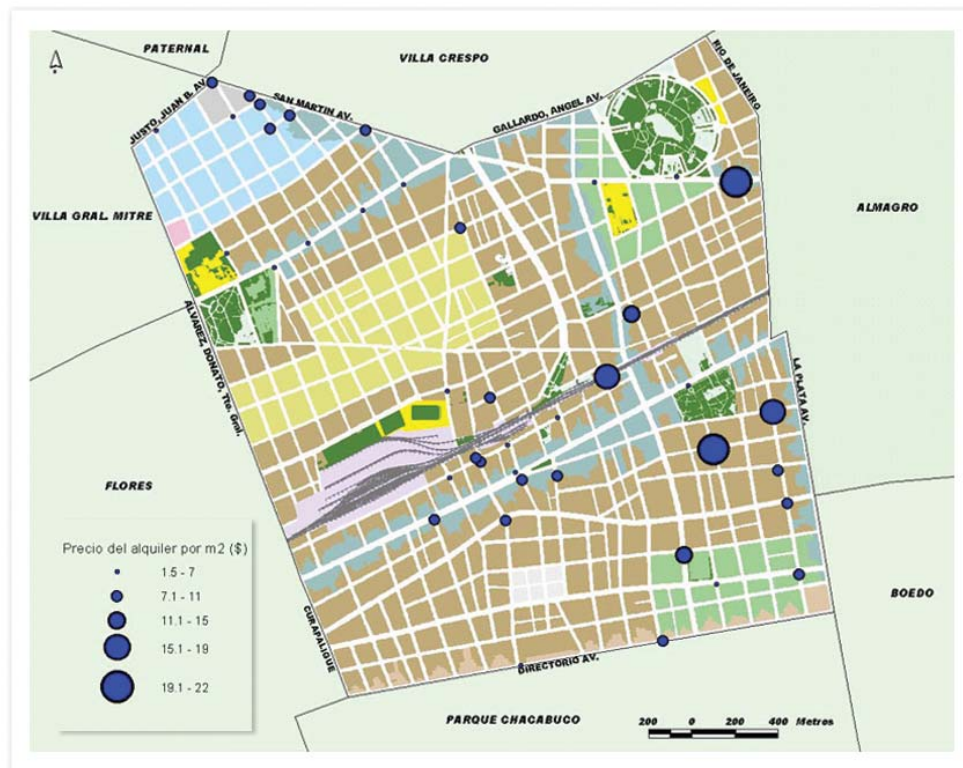 PATERNAL
VILLA CRESPO
RIO DE JANEIRO
JUSTO, JUAN B. AV.
SAN MARTIN AV.
GALLARDO, ANGEL AV.
VILLA GRAL. MITRE
ALMAGRO
ALVAREZ, DONATO, Tte. Gral.
LA PLATA AV.
FLORES
Precio del alquiler por m2 ($)
1.5 - 7
7.1 - 11
11.1 - 15
15.1 - 19
19.1 - 22
CURAPALIGUE
DIRECTORIO AV.
BOEDO
PARQUE CHACABUCO
200 0 200 400 Metros